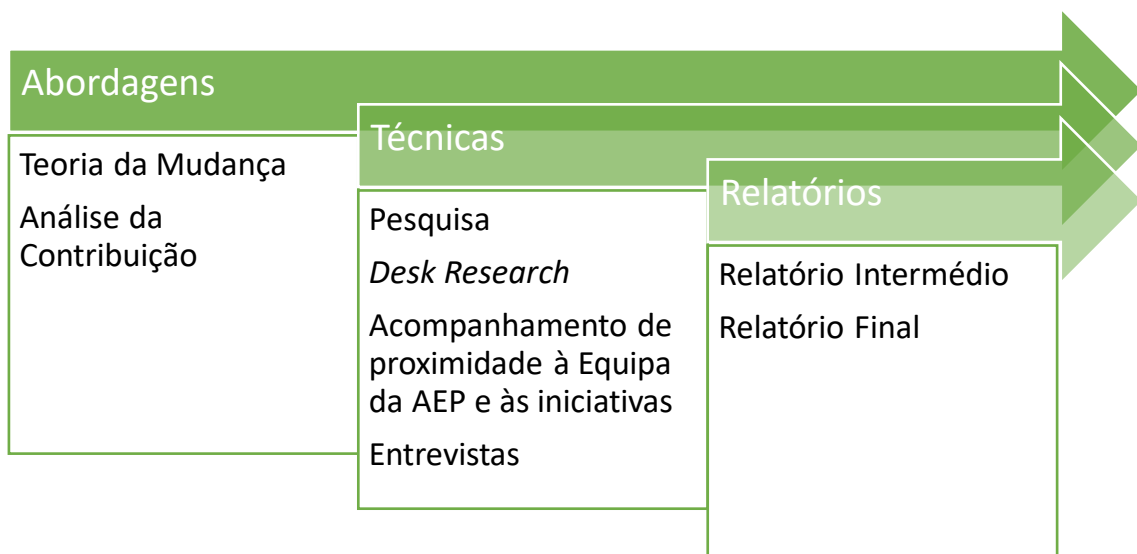 Abordagens
Teoria da Mudança
Análise da
Contribuição
Técnicas
Pesquisa
Desk Research
Acompanhamento de
proximidade à Equipa
da AEP e às iniciativas
Entrevistas
Relatórios
Relatório Intermédio
Relatório Final